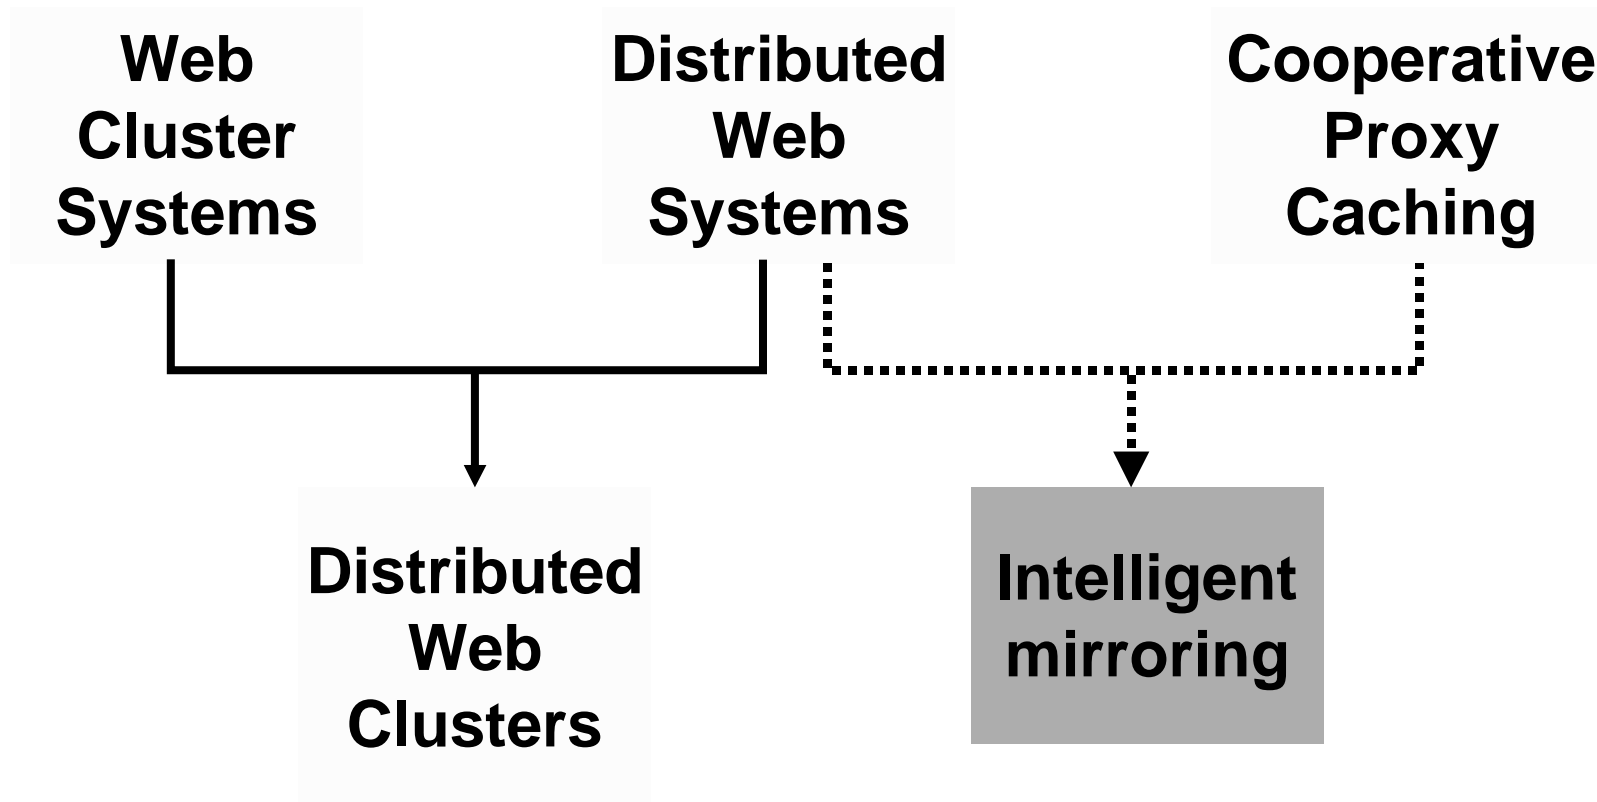 Web
Cluster
Systems
Distributed
Web
Systems
Cooperative
Proxy
Caching
Distributed
Web
Clusters
Intelligent
mirroring